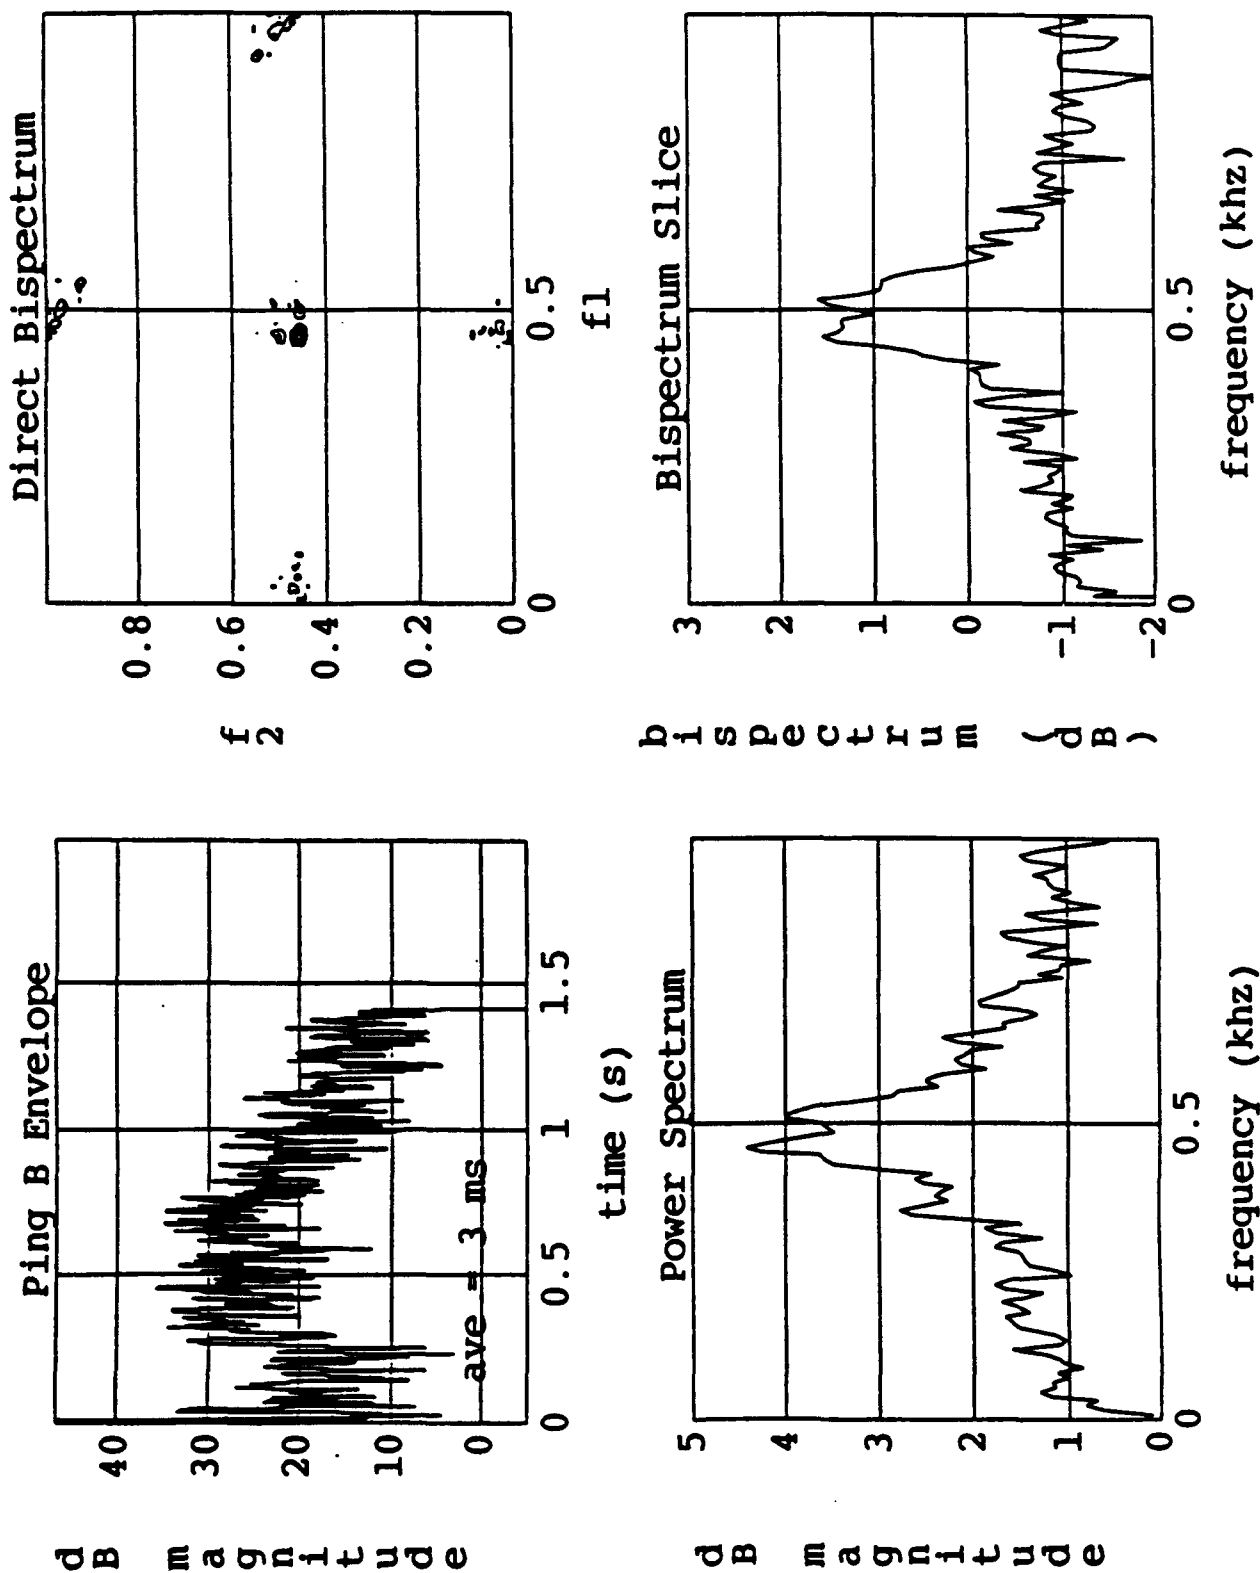 Ping B Envelope
dB magnitude
40
30
20
10
0
ave = 3 ms
0
0.5
1
1.5
time (s)
Direct Bispectrum
f2
0.8
0.6
0.4
0.2
0
0
0.5
f1
Power Spectrum
dB magnitude
5
4
3
2
1
0
0
0.5
frequency (khz)
Bispectrum Slice
bispectrum (dB)
3
2
1
0
-1
-2
0
0.5
frequency (khz)